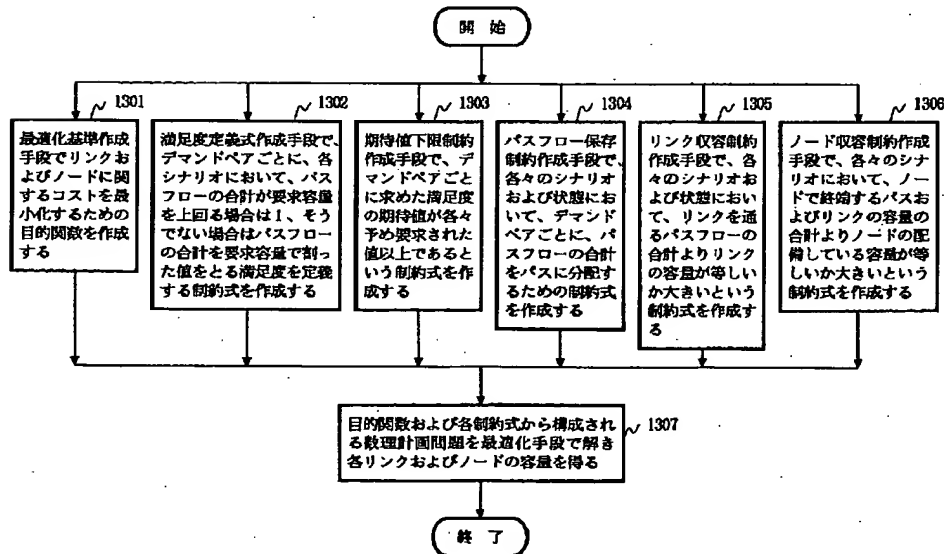 開 始
1301
最適化基準作成
手段でリンクお
よびノードに関
するコストを最
小化するための
目的関数を作成
する
1302
満足度定義式作成手段で、
デマンドペアごとに、各
シナリオにおいて、パス
フローの合計が要求容量
を上回る場合は1、そう
でない場合はパスフロー
の合計を要求容量で割っ
た値をとる満足度を定義
する制約式を作成する
1303
期待値下限制約
作成手段で、デ
マンドペアごと
に求めた満足度
の期待値が各々
予め要求された
値以上であると
いう制約式を作
成する
1304
パスフロー保存
制約作成手段で、
各々のシナリオ
および状態にお
いて、デマンド
ペアごとに、パ
スフローの合計
をパスに分配す
るための制約式
を作成する
1305
リンク収容制約
作成手段で、各
々のシナリオお
よび状態におい
て、リンクを通
るパスフローの
合計よりリンク
の容量が等しい
か大きいという
制約式を作成す
る
1306
ノード収容制約作成
手段で、各々のシナ
リオにおいて、ノー
ドで終端するパスお
よびリンクの容量の
合計よりノードの配
備している容量が等
しいか大きいという
制約式を作成する
目的関数および各制約式から構成され
る数理計画問題を最適化手段で解き
各リンクおよびノードの容量を得る
1307
終 了